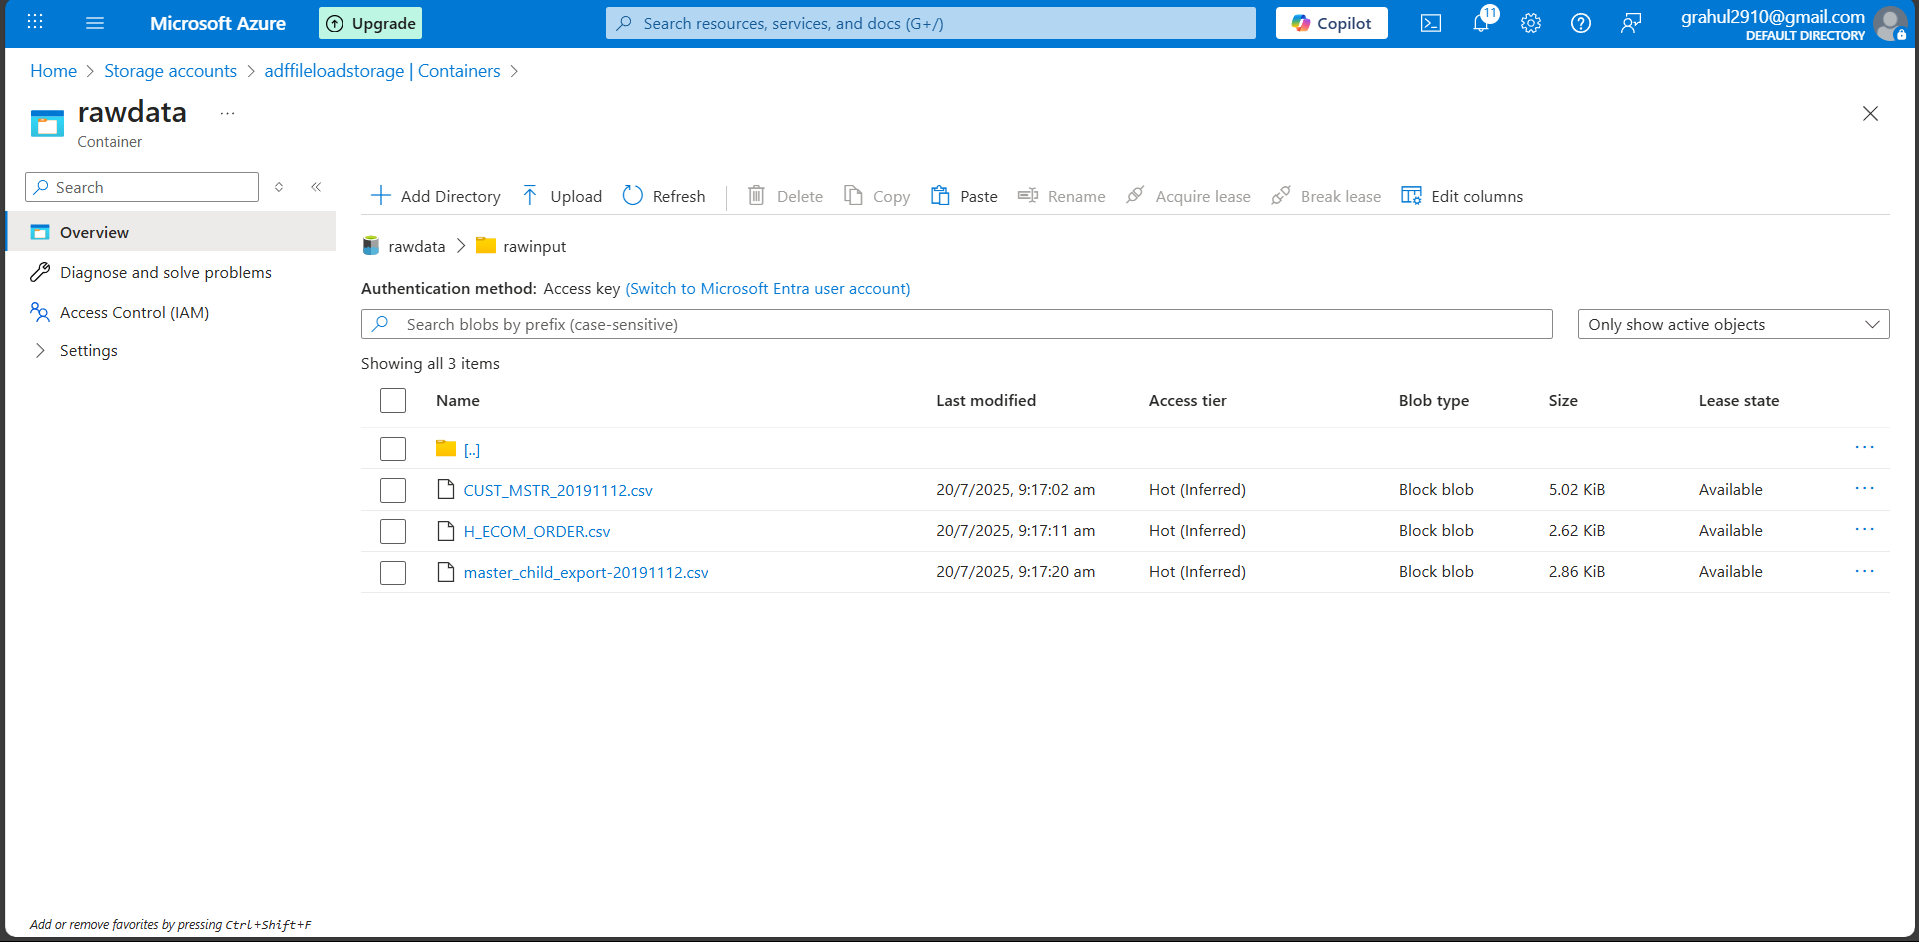 Microsoft Azure
Upgrade
Search resources, services, and docs (G+/)
Copilot
11
grahul2910@gmail.com
DEFAULT DIRECTORY
Home > Storage accounts > adffileloadstorage | Containers >
rawdata ...
Container
Search
Overview
Diagnose and solve problems
Access Control (IAM)
Settings
Add Directory Upload Refresh Delete Copy Paste Rename Acquire lease Break lease Edit columns
rawdata > rawinput
Authentication method: Access key (Switch to Microsoft Entra user account)
Search blobs by prefix (case-sensitive)
Only show active objects
Showing all 3 items
Name Last modified Access tier Blob type Size Lease state
[..] ...
CUST_MSTR_20191112.csv 20/7/2025, 9:17:02 am Hot (Inferred) Block blob 5.02 KiB Available ...
H_ECOM_ORDER.csv 20/7/2025, 9:17:11 am Hot (Inferred) Block blob 2.62 KiB Available ...
master_child_export-20191112.csv 20/7/2025, 9:17:20 am Hot (Inferred) Block blob 2.86 KiB Available ...
Add or remove favorites by pressing Ctrl+Shift+F